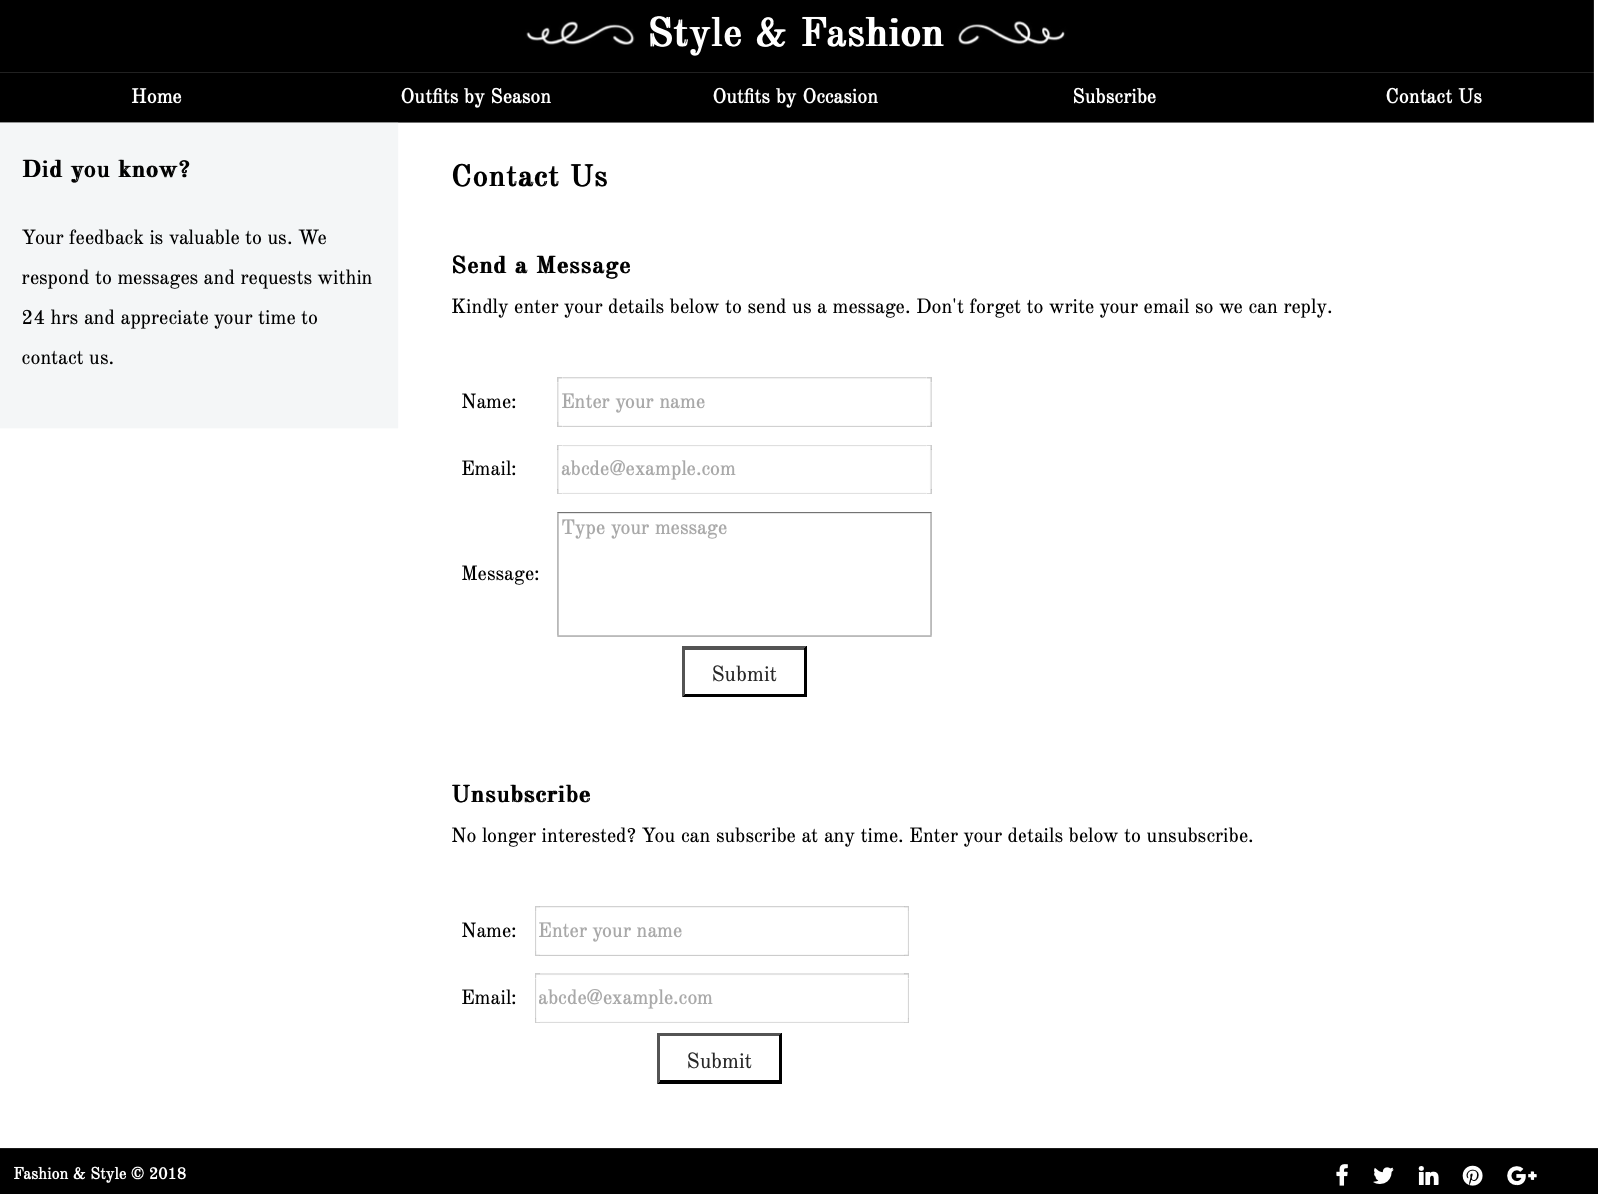 Style & Fashion
Home
Outfits by Season
Outfits by Occasion
Subscribe
Contact Us
Did you know?
Your feedback is valuable to us. We
respond to messages and requests within
24 hrs and appreciate your time to
contact us.
Contact Us
Send a Message
Kindly enter your details below to send us a message. Don't forget to write your email so we can reply.
Name:
Enter your name
Email:
abcde@example.com
Message:
Type your message
Submit
Unsubscribe
No longer interested? You can subscribe at any time. Enter your details below to unsubscribe.
Name:
Enter your name
Email:
abcde@example.com
Submit
Fashion & Style © 2018